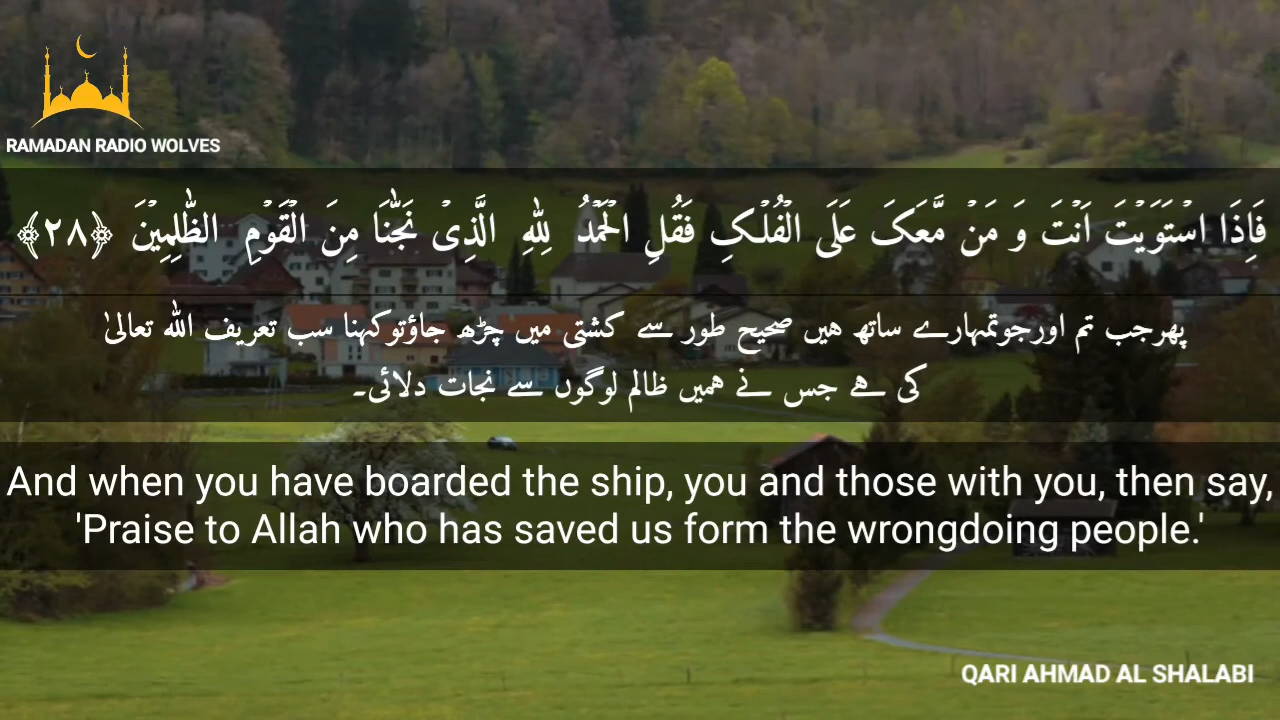 RAMADAN RADIO WOLVES
فَاِذَا اسۡتَوَيۡتَ اَنۡتَ وَ مَنۡ مَّعَكَ عَلَى الۡفُلۡكِ فَقُلِ الۡحَمۡدُ لِلّٰهِ الَّذِىۡ نَجّٰٮنَا مِنَ الۡقَوۡمِ الظّٰلِمِيۡنَ ﴿۲۸﴾
پھرجب تم اورجوتمہارے ساتھ ہیں صحیح طور سے کشتی میں چڑھ جاؤتوکہنا سب تعریف اللہ تعالیٰ
کی ہے جس نے ہمیں ظالم لوگوں سے نجات دلائی۔
And when you have boarded the ship, you and those with you, then say,
'Praise to Allah who has saved us form the wrongdoing people.'
QARI AHMAD AL SHALABI